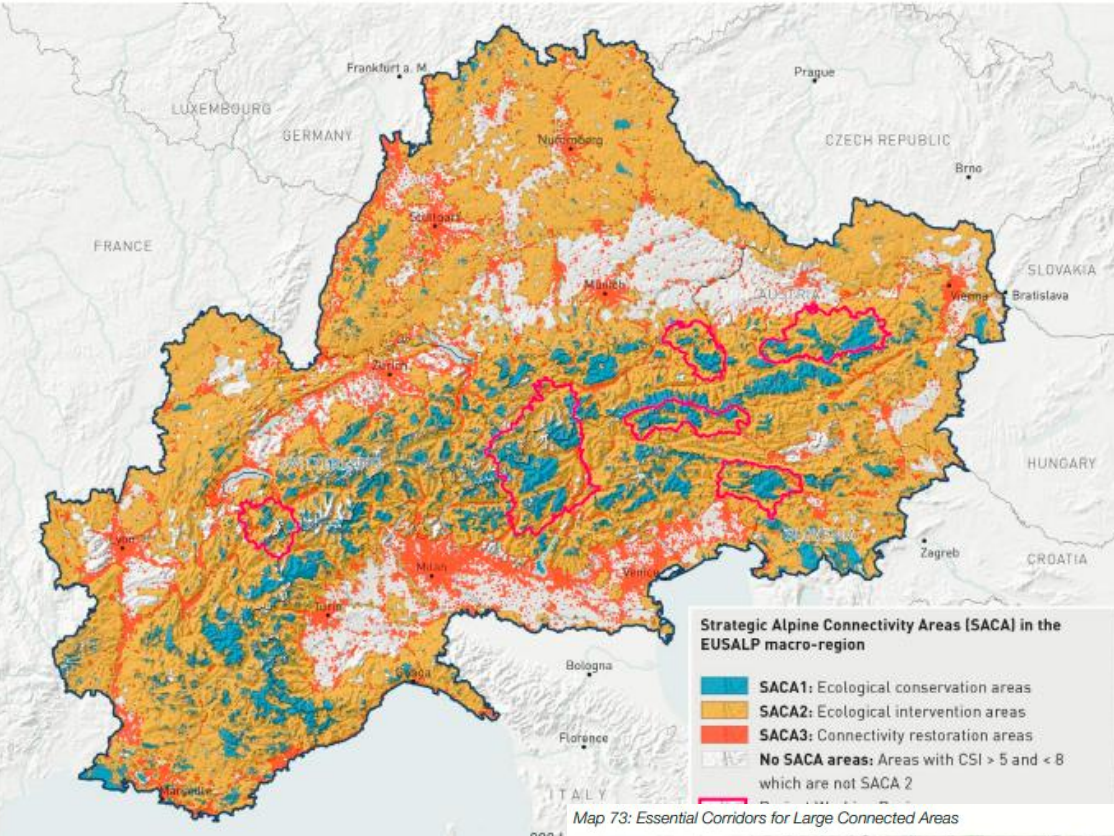 Frankfurt a. M
Prague
LUXEMBOURG
GERMANY
CZECH REPUBLIC
Nuremberg
Brno
Stuttgart
FRANCE
SLOVAKIA
Munich
AUSTRIA
Vienna
Bratislava
Zurich
HUNGARY
Lyon
Zagreb
CROATIA
Milan
Venice
Turin
Bologna
Florence
Marseille
ITALY
Strategic Alpine Connectivity Areas (SACA) in the
EUSALP macro-region
SACA1: Ecological conservation areas
SACA2: Ecological intervention areas
SACA3: Connectivity restoration areas
No SACA areas: Areas with CSI > 5 and < 8
which are not SACA 2
Map 73: Essential Corridors for Large Connected Areas